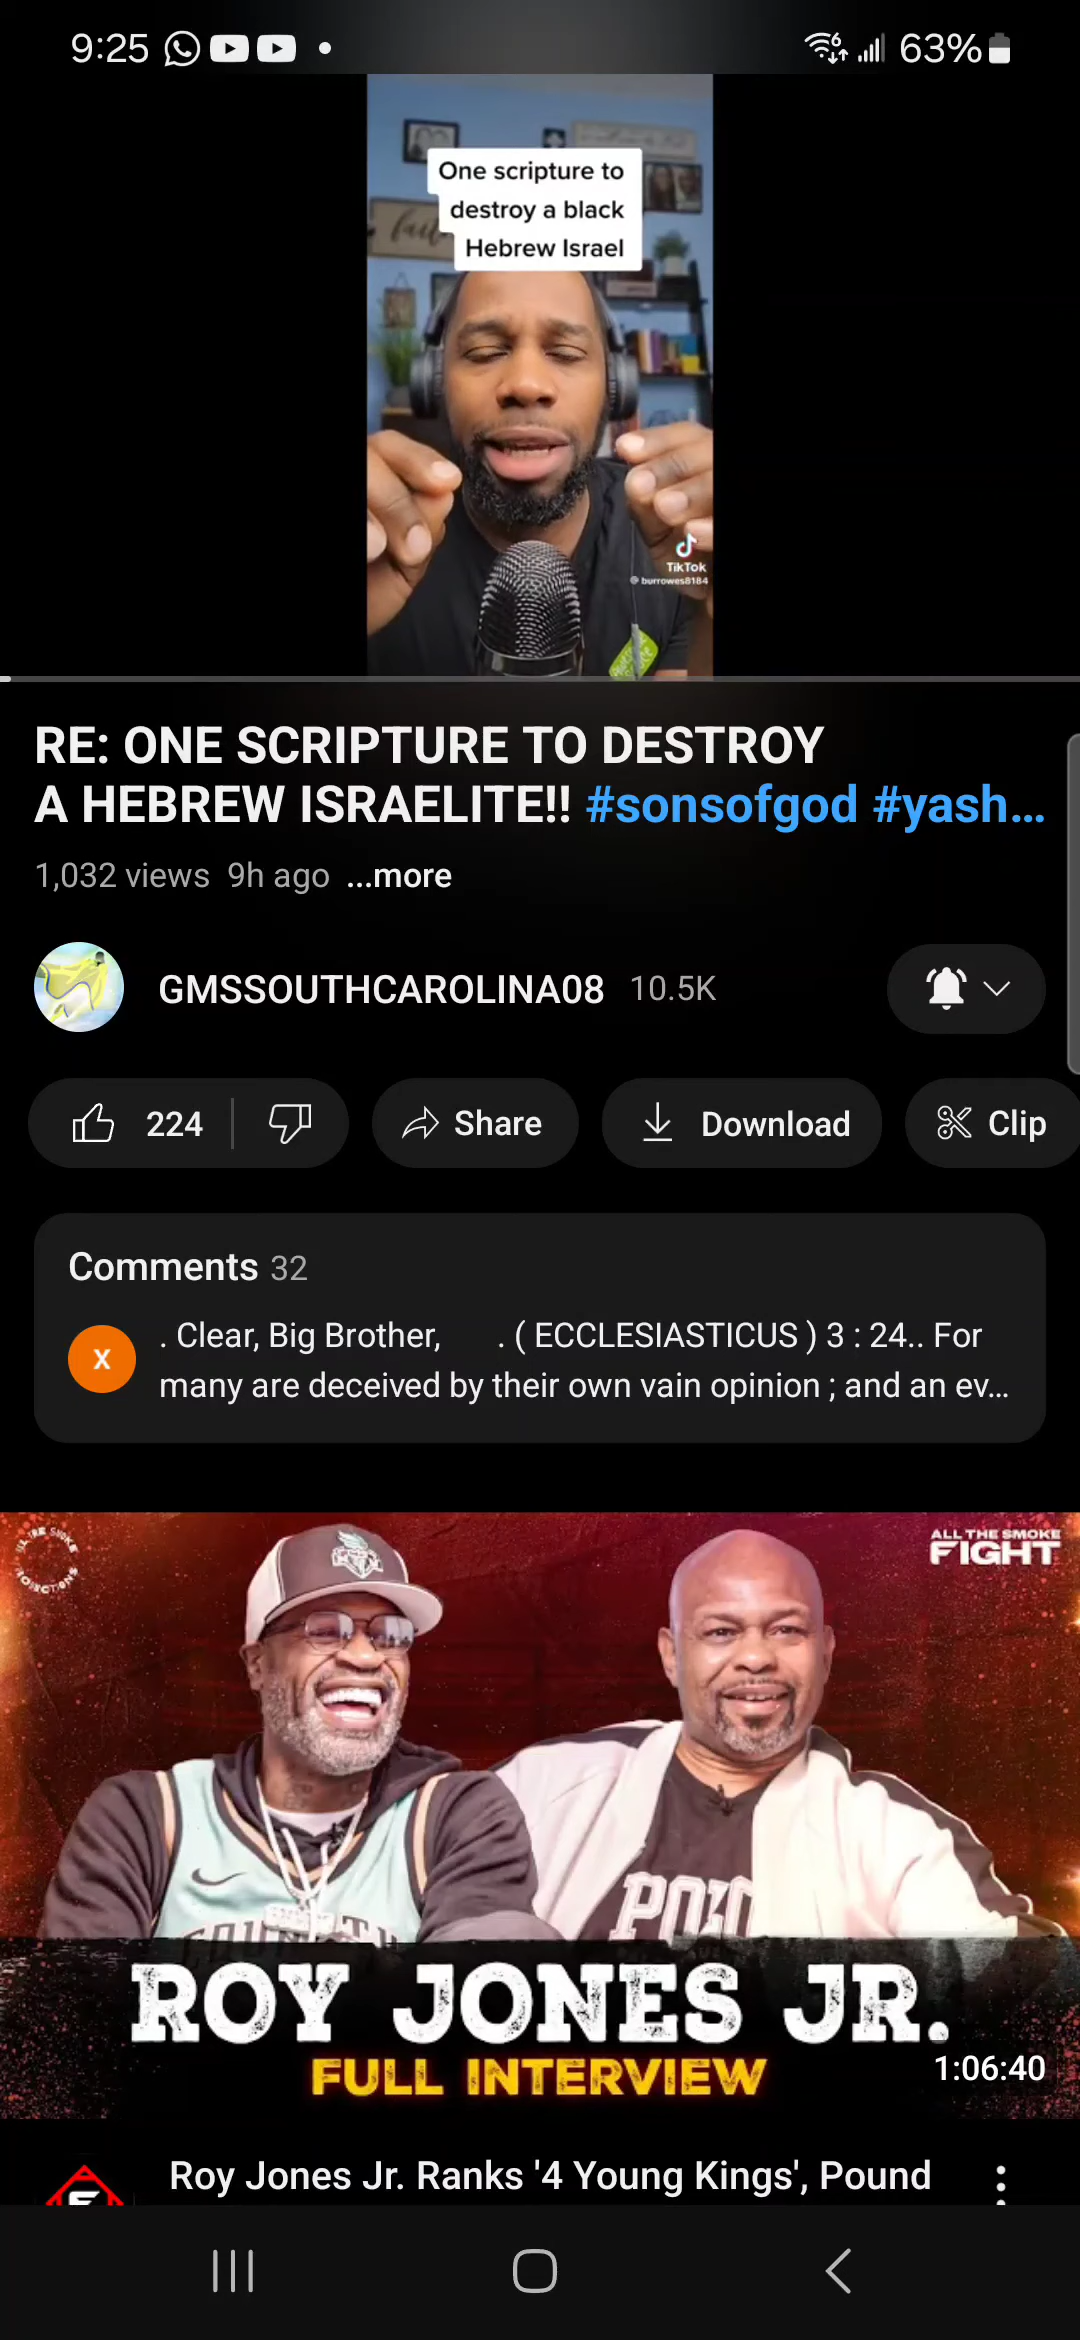 9:25
6
63%
One scripture to
destroy a black
Hebrew Israel
TikTok
@burrowes8184
RE: ONE SCRIPTURE TO DESTROY
A HEBREW ISRAELITE!! #sonsofgod #yash...
1,032 views 9h ago ...more
GMSSOUTHCAROLINA08 10.5K
224
Share
Download
Clip
Comments 32
X
. Clear, Big Brother, . ( ECCLESIASTICUS ) 3 : 24.. For
many are deceived by their own vain opinion ; and an ev...
ALL THE SMOKE
FIGHT
POLO
ROY JONES JR.
FULL INTERVIEW
1:06:40
Roy Jones Jr. Ranks '4 Young Kings', Pound